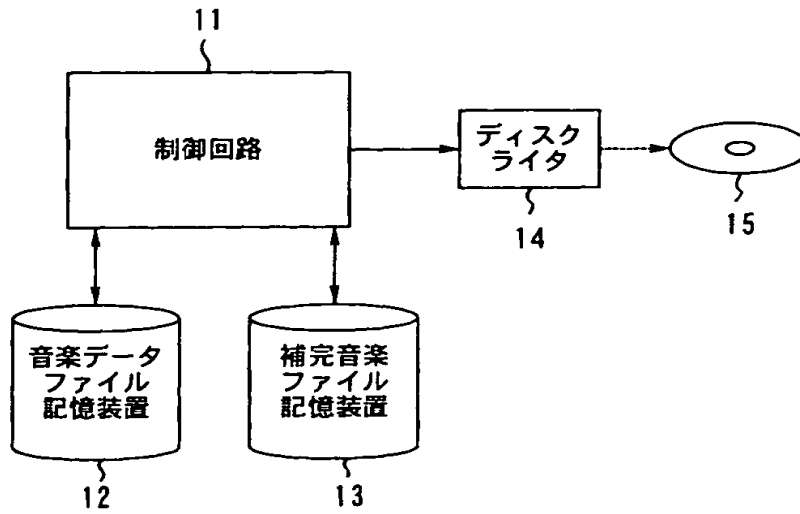 11
制御回路
ディスク
ライタ
14
15
音楽データ
ファイル
記憶装置
12
補完音楽
ファイル
記憶装置
13